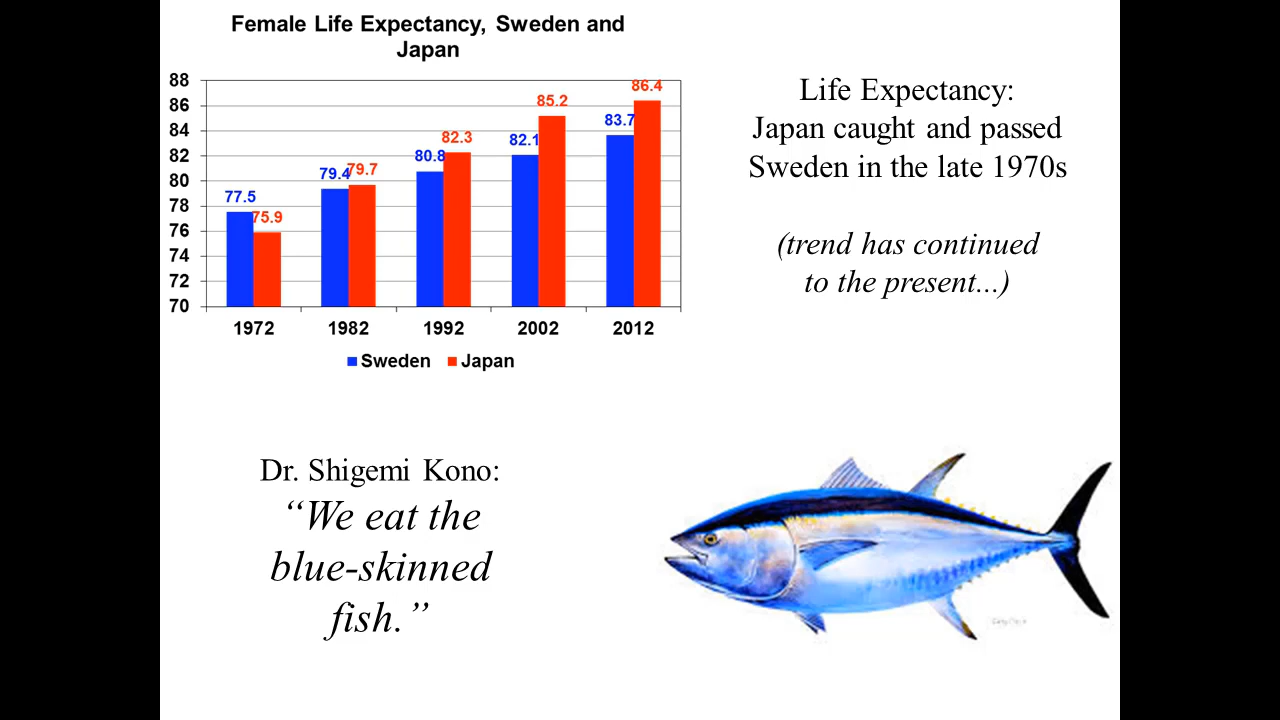 Female Life Expectancy, Sweden and
Japan
88
86
84
82
80
78
76
74
72
70
77.5
75.9
79.4
79.7
80.8
82.3
82.1
85.2
83.7
86.4
1972 1982 1992 2002 2012
Sweden Japan
Life Expectancy:
Japan caught and passed
Sweden in the late 1970s
(trend has continued
to the present...)
Dr. Shigemi Kono:
“We eat the
blue-skinned
fish.”